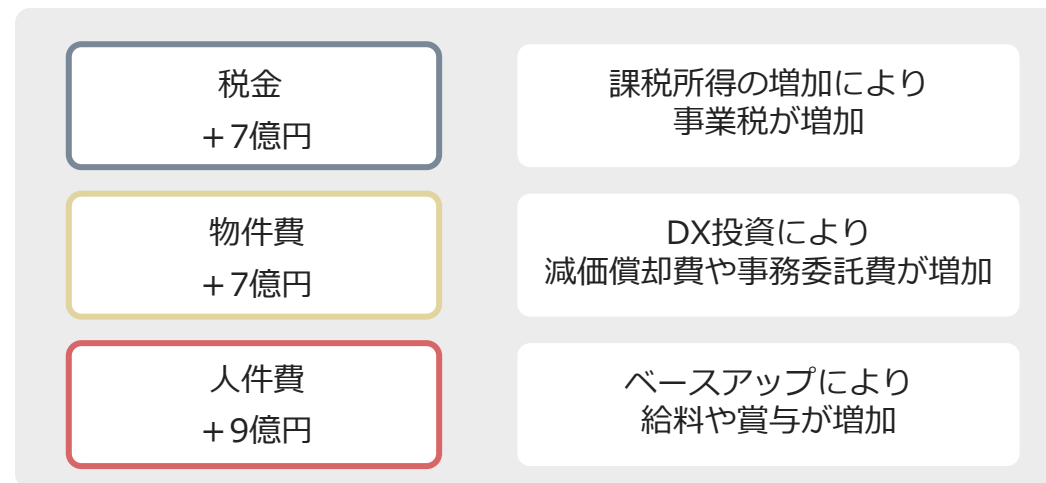 税金
+7億円
課税所得の増加により
事業税が増加
物件費
+7億円
DX投資により
減価償却費や事務委託費が増加
人件費
+9億円
ベースアップにより
給料や賞与が増加